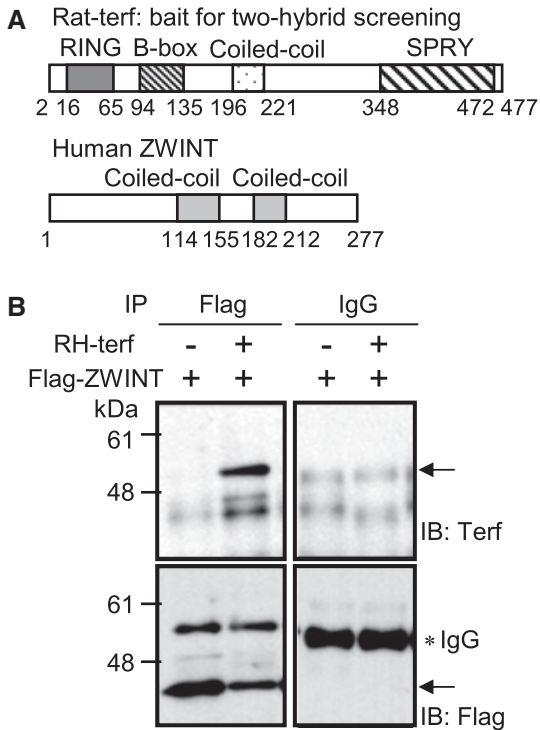 A
Rat-terf: bait for two-hybrid screening
RING B-box Coiled-coil SPRY
2 16 65 94 135 196 221 348 472 477
Human ZWINT
Coiled-coil Coiled-coil
1 114 155 182 212 277
B
IP Flag IgG
RH-terf - + - +
Flag-ZWINT + + + +
kDa
61
48
IB: Terf
61
* IgG
48
IB: Flag